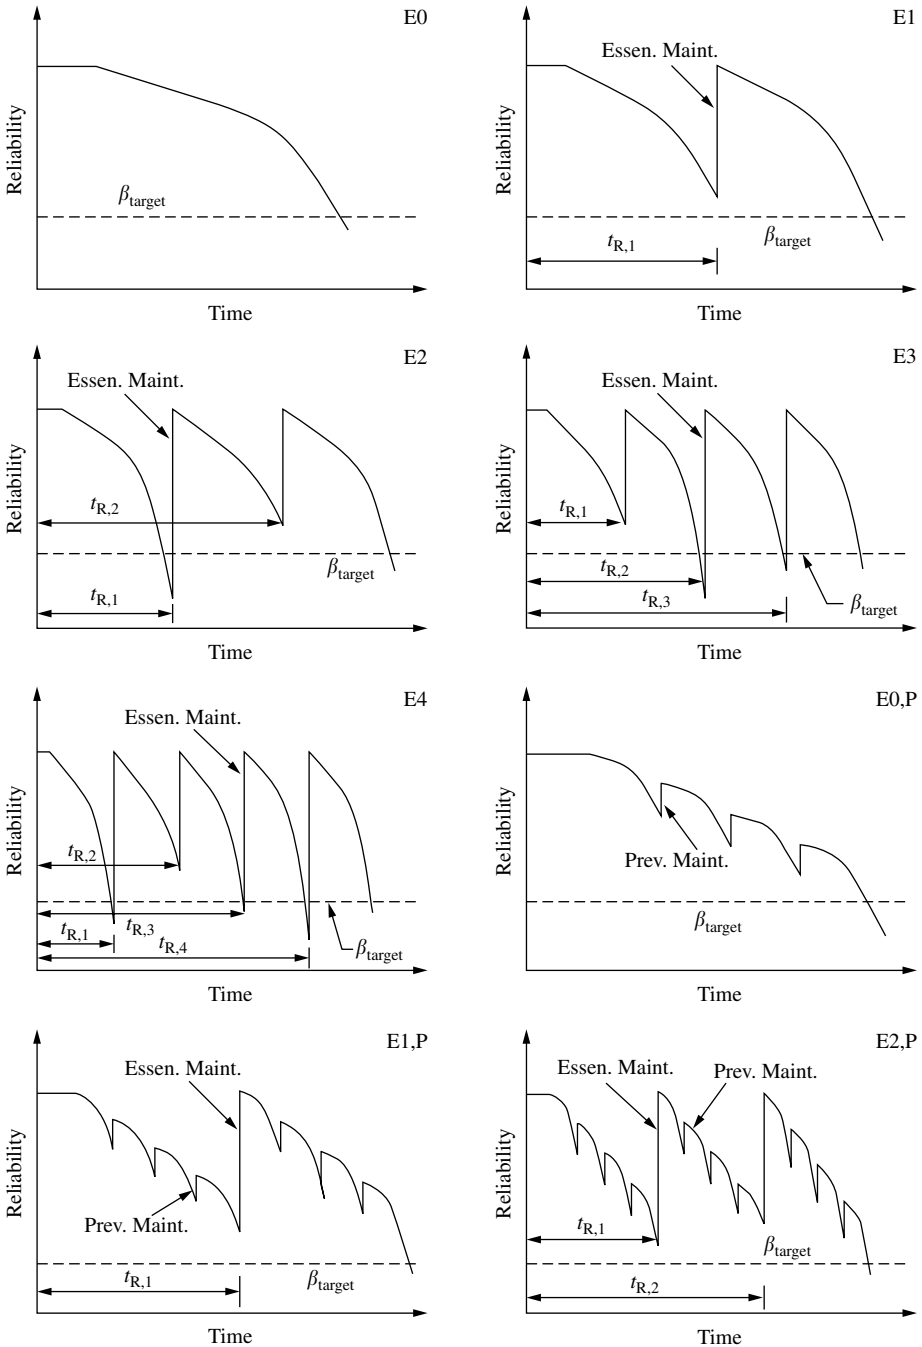 E0
Reliability
β_target
Time
E1
Essen. Maint.
Reliability
t_R,1
β_target
Time
E2
Essen. Maint.
Reliability
t_R,2
β_target
t_R,1
Time
E3
Essen. Maint.
Reliability
t_R,1
t_R,2
t_R,3
β_target
Time
E4
Essen. Maint.
Reliability
t_R,2
t_R,1
t_R,3
t_R,4
β_target
Time
E0,P
Reliability
Prev. Maint.
β_target
Time
E1,P
Essen. Maint.
Reliability
Prev. Maint.
t_R,1
β_target
Time
E2,P
Essen. Maint.
Prev. Maint.
Reliability
t_R,1
β_target
t_R,2
Time